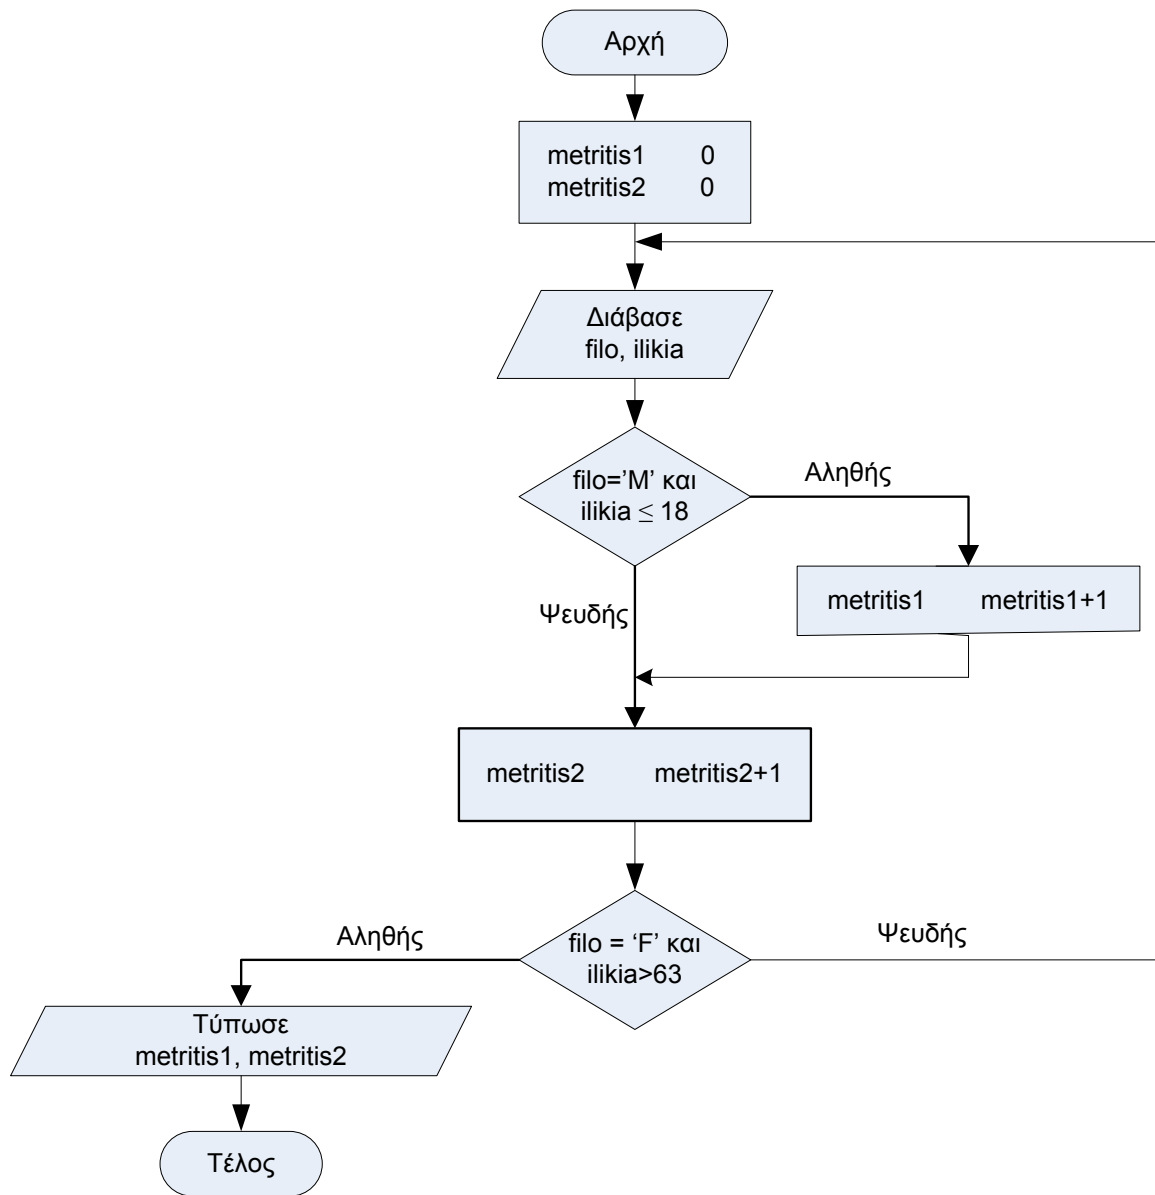 Αρχή
metritis1 0
metritis2 0
Διάβασε
filo, ilikia
filo=’M’ και
ilikia ≤ 18
Αληθής
metritis1 metritis1+1
Ψευδής
metritis2 metritis2+1
filo = ‘F’ και
ilikia>63
Αληθής
Ψευδής
Τύπωσε
metritis1, metritis2
Τέλος